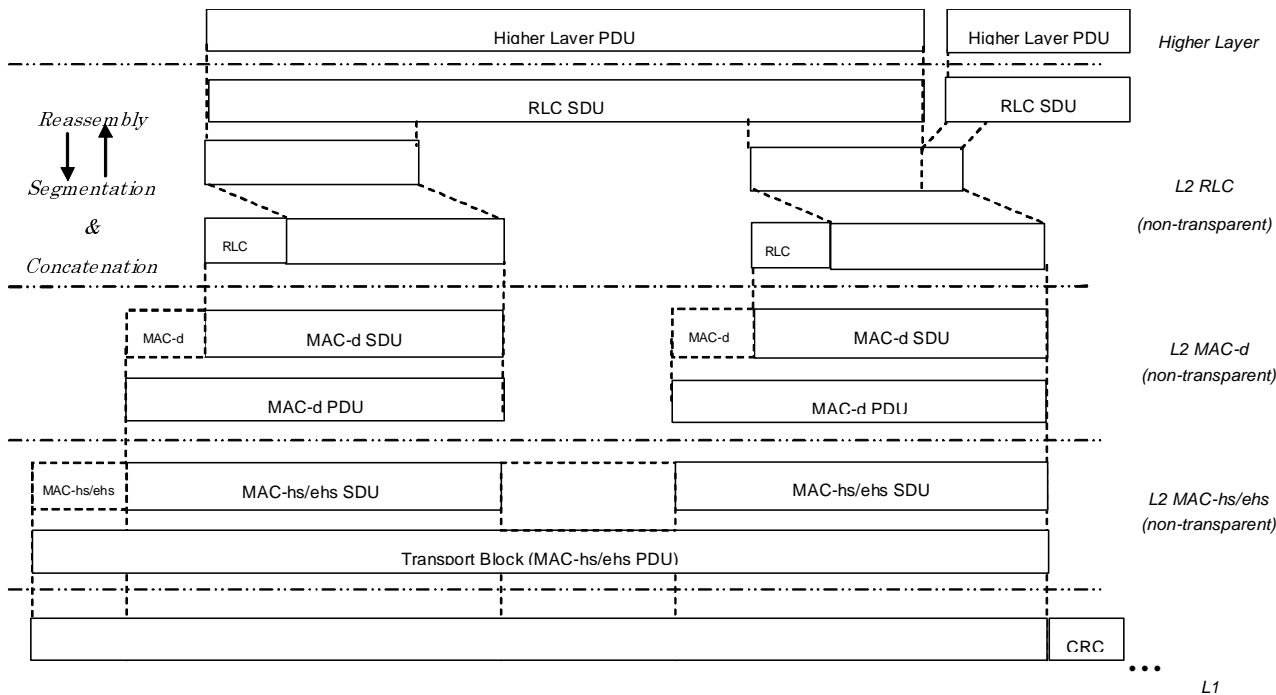 Higher Layer PDU
Higher Layer PDU
Higher Layer
RLC SDU
RLC SDU
Reassembly
Segmentation
&
Concatenation
L2 RLC
(non-transparent)
RLC
RLC
MAC-d
MAC-d SDU
MAC-d
MAC-d SDU
L2 MAC-d
(non-transparent)
MAC-d PDU
MAC-d PDU
MAC-hs/ehs
MAC-hs/ehs SDU
MAC-hs/ehs SDU
L2 MAC-hs/ehs
(non-transparent)
Transport Block (MAC-hs/ehs PDU)
CRC
•••
L1